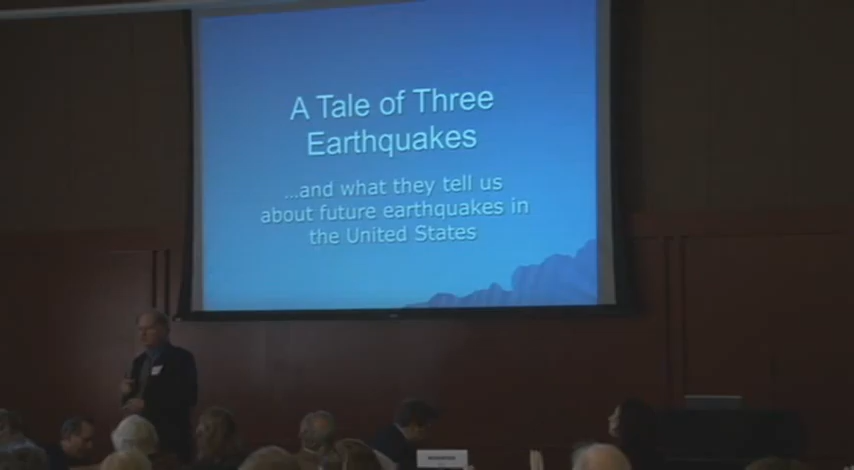 A Tale of Three
Earthquakes
...and what they tell us
about future earthquakes in
the United States